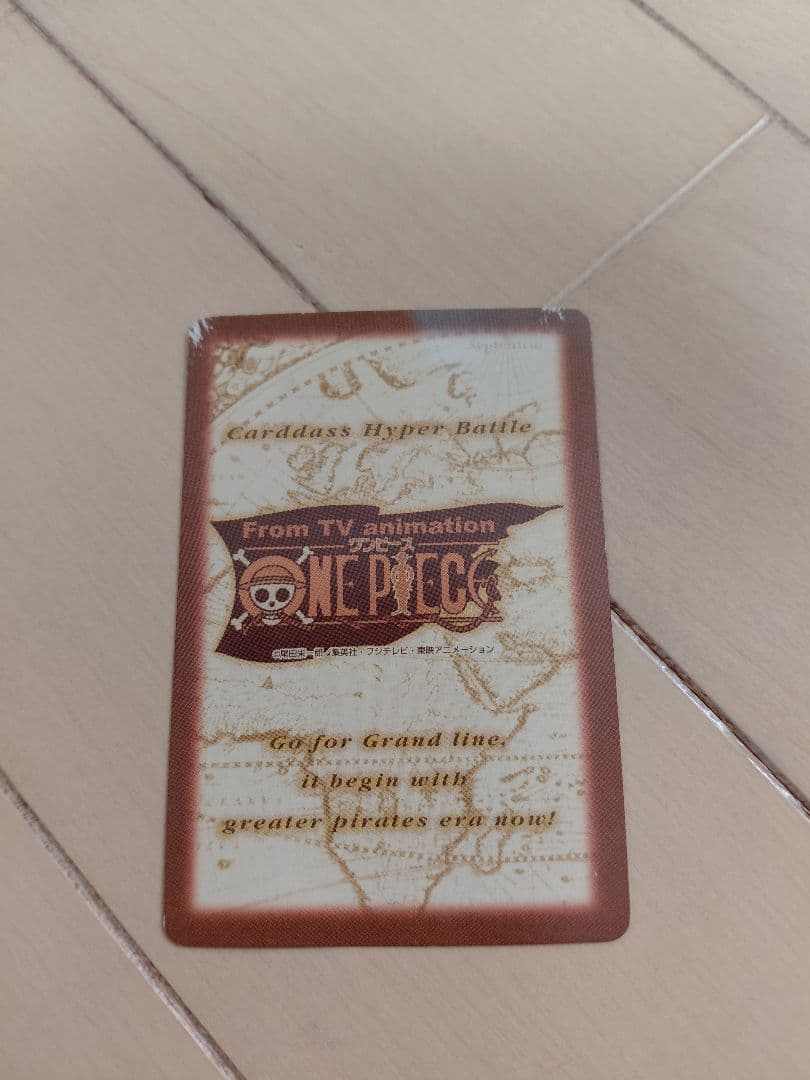 Carddass Hyper Battle
From TV animation
ワンピース
ONE PIECE
©尾田栄一郎/集英社・フジテレビ・東映アニメーション
Go for Grand line.
it begin with
greater pirates era now!